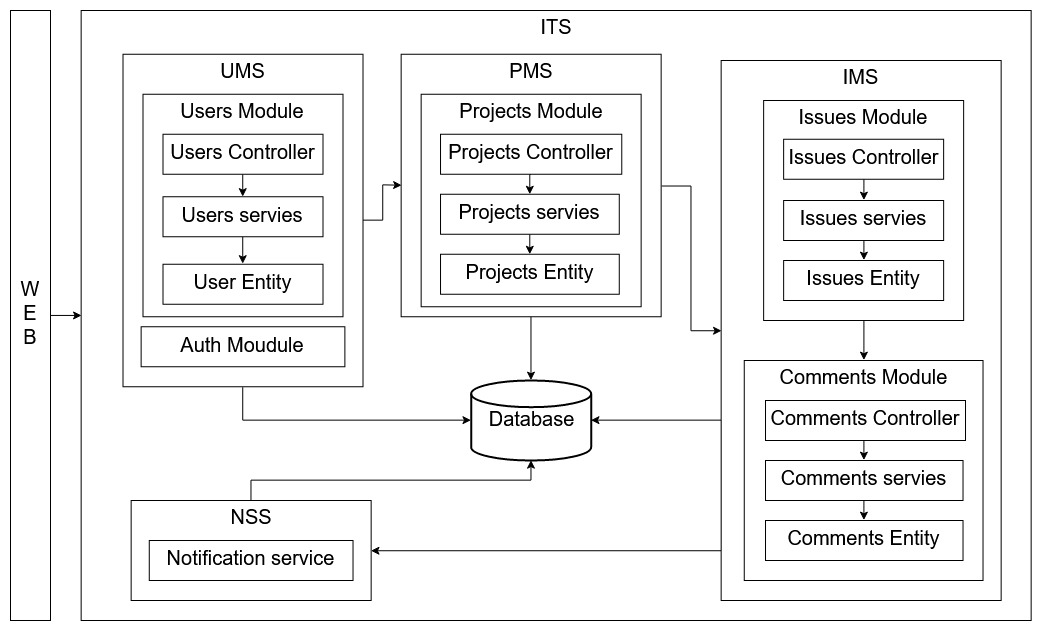 W
E
B
ITS
UMS
Users Module
Users Controller
Users servies
User Entity
Auth Moudule
PMS
Projects Module
Projects Controller
Projects servies
Projects Entity
IMS
Issues Module
Issues Controller
Issues servies
Issues Entity
Comments Module
Comments Controller
Comments servies
Comments Entity
Database
NSS
Notification service